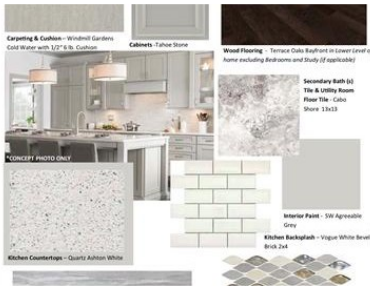 Carpeting & Cushion – Windmill Gardens
Cold Water with 1/2" 6 lb. Cushion
Cabinets -Tahoe Stone
Wood Flooring - Terrace Oaks Bayfront in Lower Level of
home excluding Bedrooms and Study (if applicable)
Secondary Bath (s)
Tile & Utility Room
Floor Tile - Cabo
Shore 13x13
*CONCEPT PHOTO ONLY
Interior Paint - SW Agreeable
Grey
Kitchen Backsplash – Vogue White Bevel
Brick 2x4
Kitchen Countertops – Quartz Ashton White